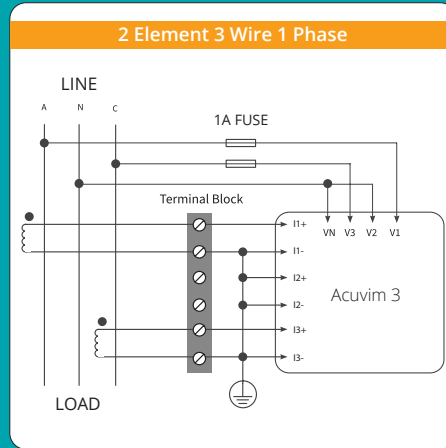 2 Element 3 Wire 1 Phase
LINE
A N C
1A FUSE
Terminal Block
I1+
VN V3 V2 V1
I1-
I2+
Acuvim 3
I2-
I3+
I3-
LOAD